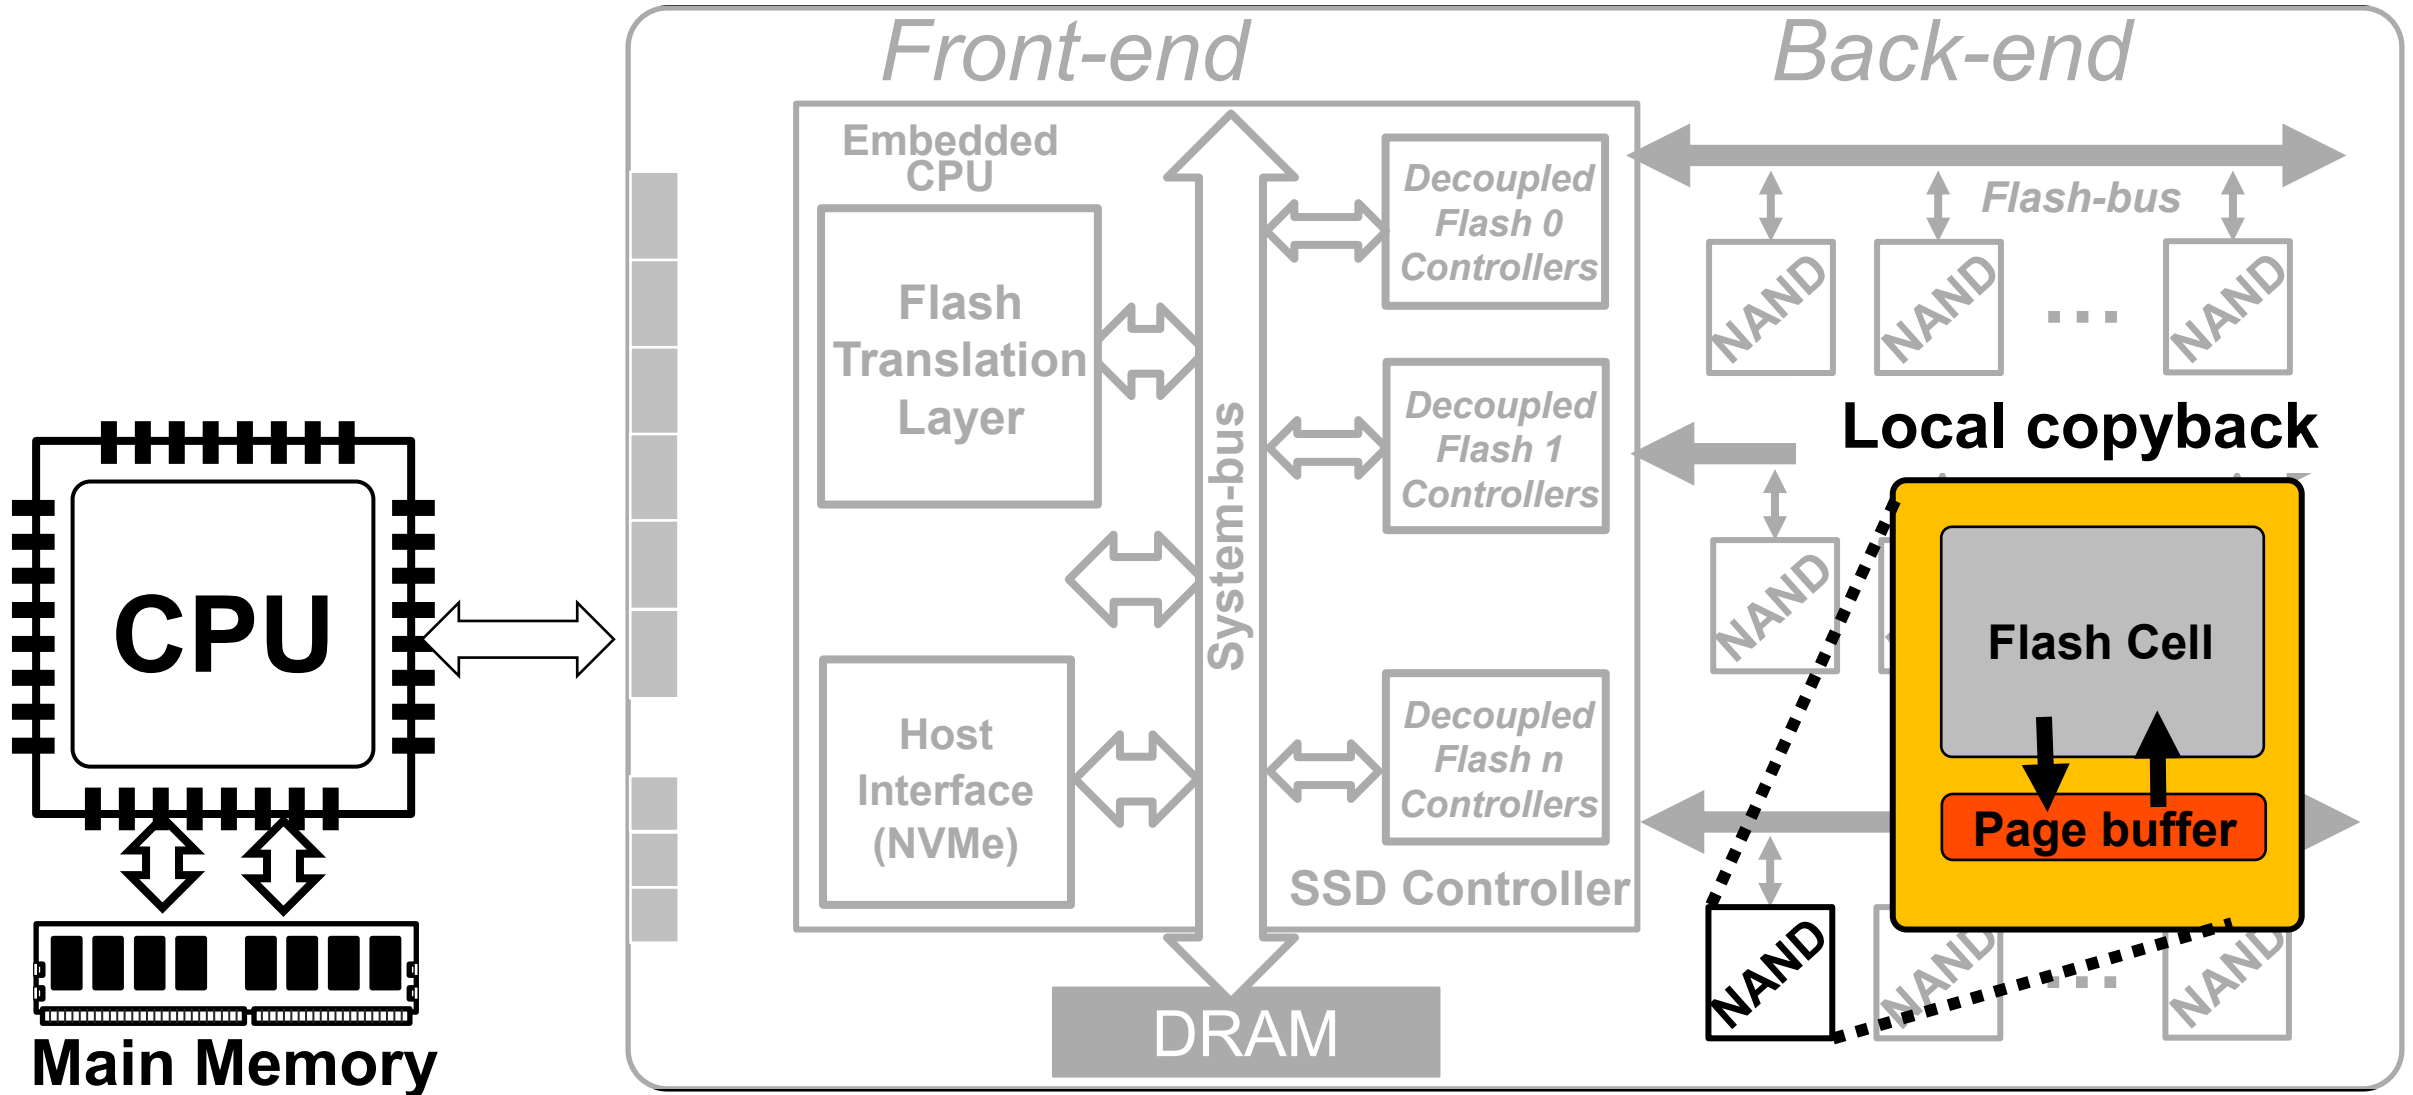 Front-end
Back-end
Embedded
CPU
Flash
Translation
Layer
Host
Interface
(NVMe)
System-bus
Decoupled
Flash 0
Controllers
Decoupled
Flash 1
Controllers
Decoupled
Flash n
Controllers
SSD Controller
DRAM
Flash-bus
NAND
NAND
...
NAND
Local copyback
NAND
Flash Cell
Page buffer
NAND
NAND
...
NAND
CPU
Main Memory